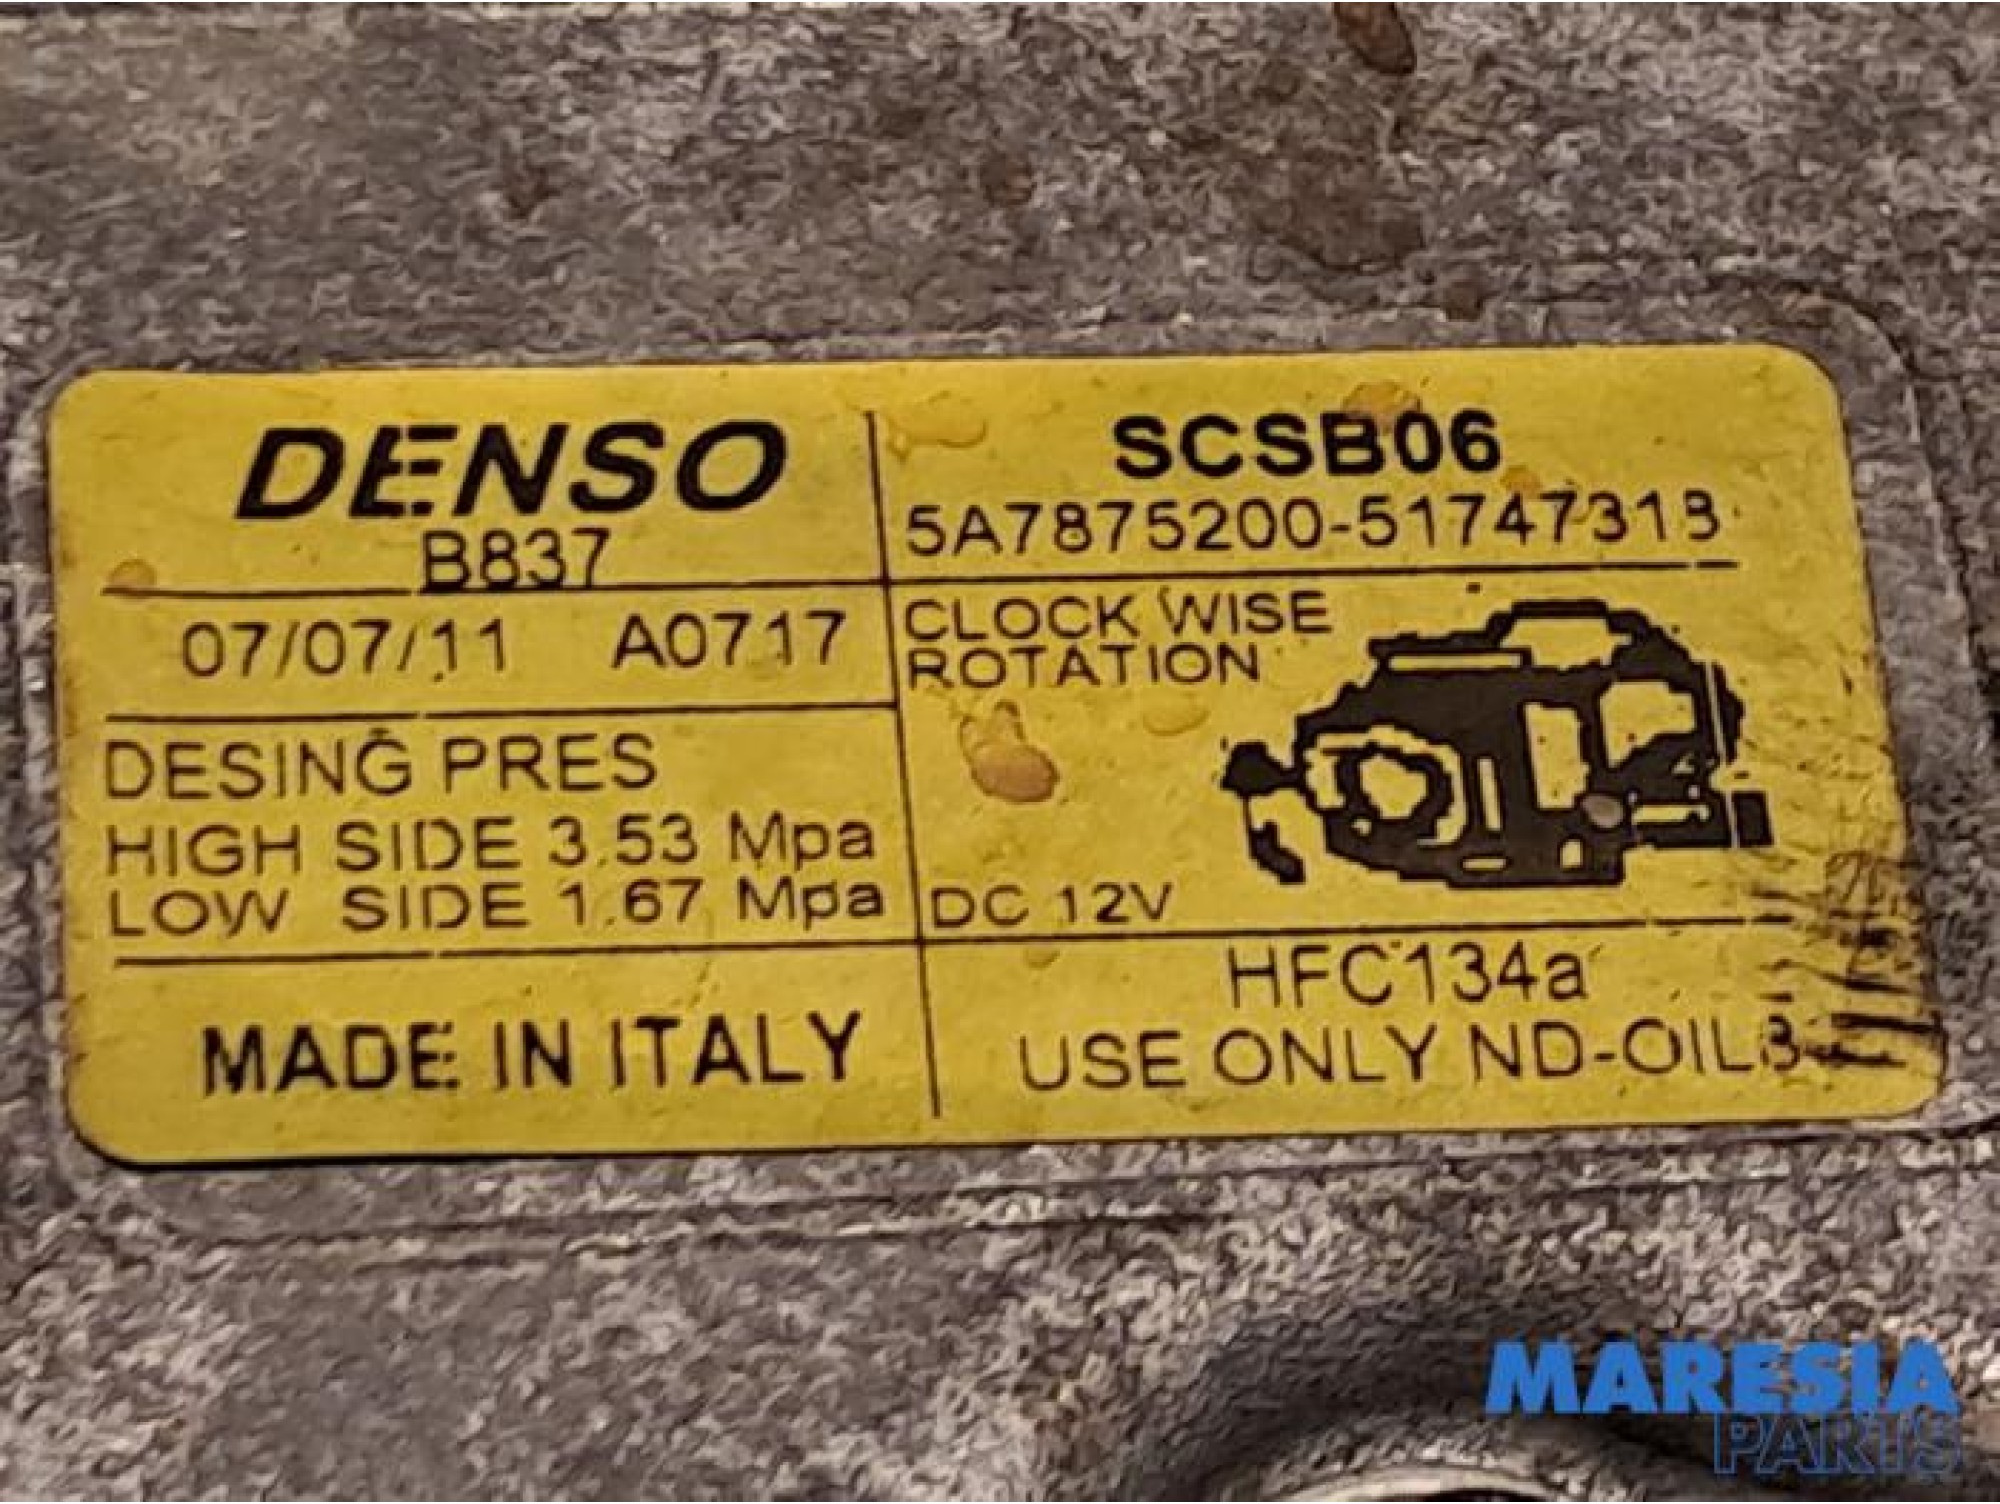 DENSO
B837
SCSB06
5A7875200-51747318
07/07/11 A0717
CLOCK WISE
ROTATION
DESING PRES
HIGH SIDE 3.53 Mpa
LOW SIDE 1.67 Mpa
DC 12V
MADE IN ITALY
HFC134a
USE ONLY ND-OIL8
MARESIA
PARTS